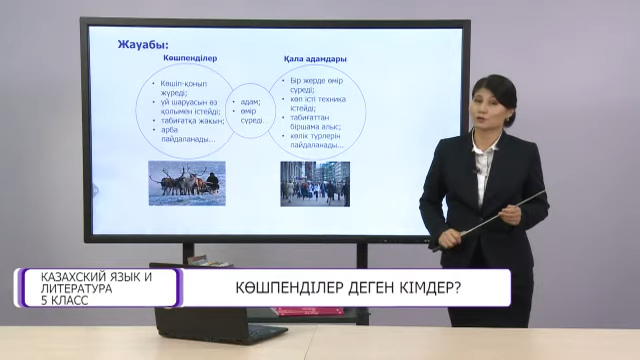 Жауабы:
Көшпенділер
Қала адамдары
• Көшіп-қонып
жүреді;
• үй шаруасын өз
қолымен істейді;
• табиғатқа жақын;
• арба
пайдаланады...
• адам;
• өмір
сүреді...
• Бір жерде өмір
сүреді;
• көп істі техника
істейді;
• табиғаттан
біршама алыс;
• көлік түрлерін
пайдаланады...
КАЗАХСКИЙ ЯЗЫК И
ЛИТЕРАТУРА
5 КЛАСС
КӨШПЕНДІЛЕР ДЕГЕН КІМДЕР?